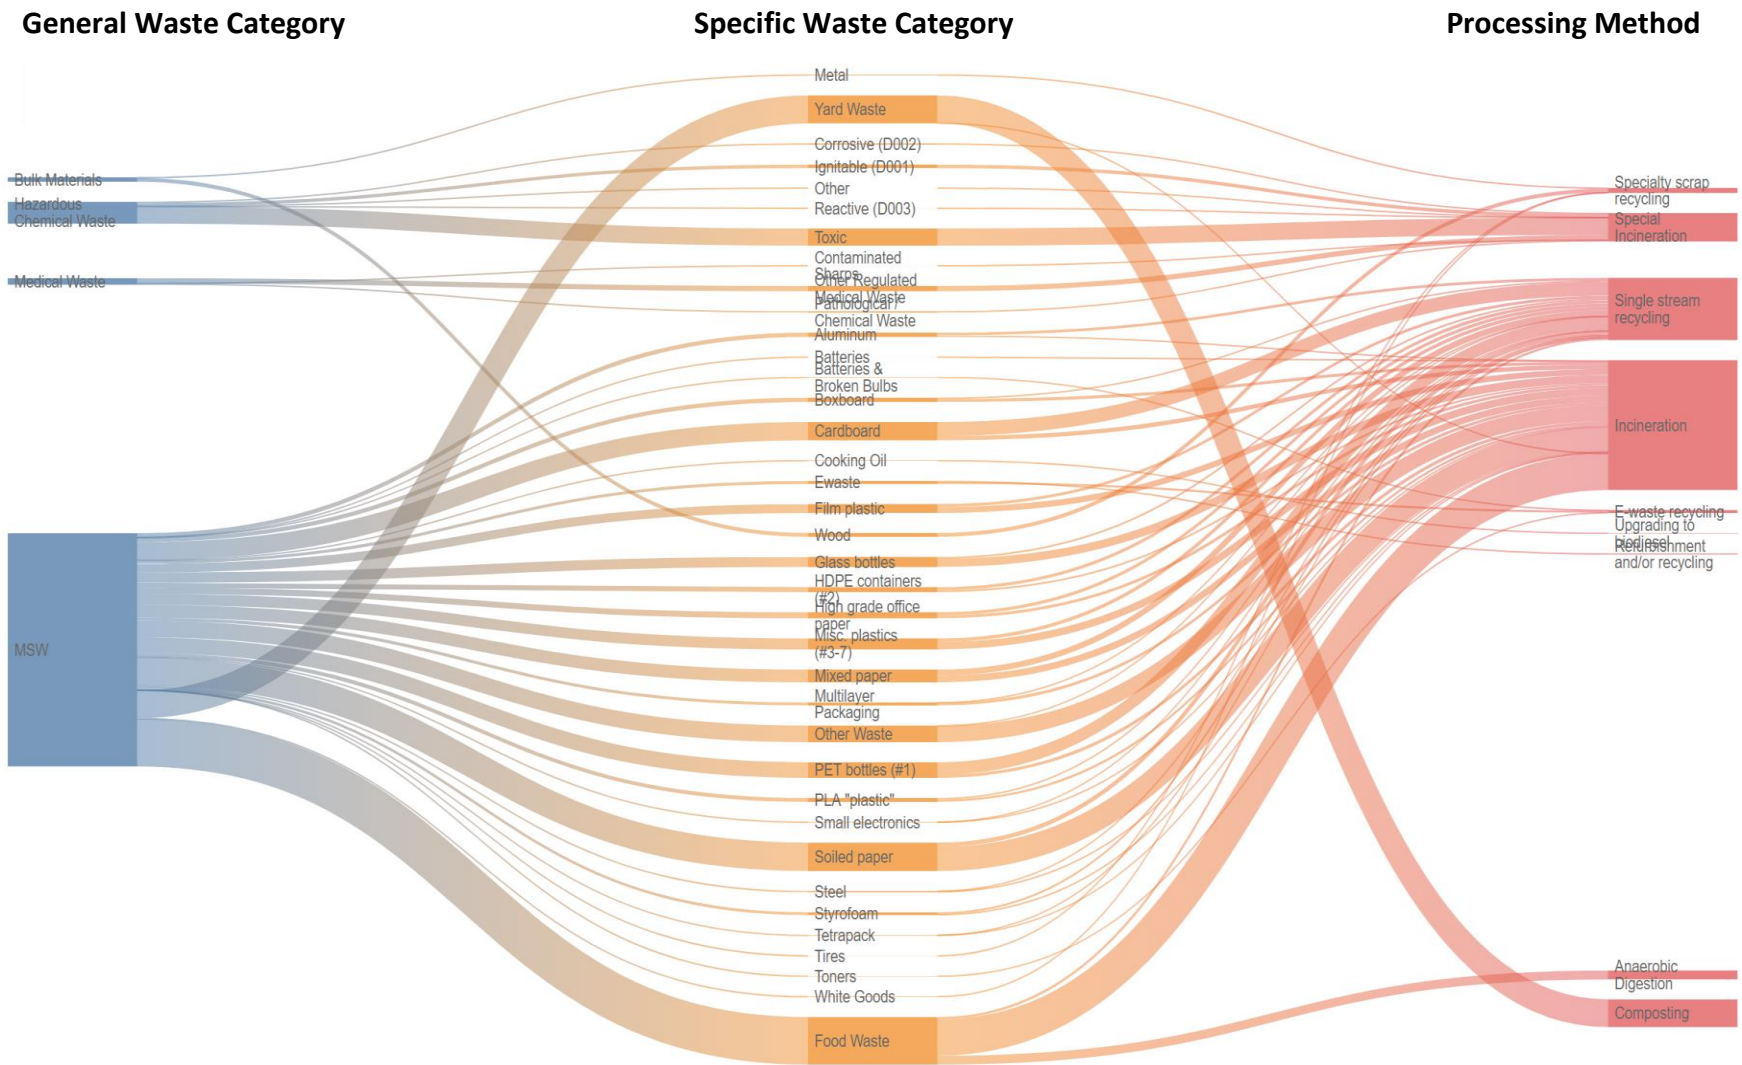 General Waste Category
Specific Waste Category
Processing Method
Bulk Materials
Hazardous
Chemical Waste
Medical Waste
MSW
Metal
Yard Waste
Corrosive (D002)
Ignitable (D001)
Other
Reactive (D003)
Toxic
Contaminated
Sharps
Other Regulated
Medical Waste
Pathological /
Chemical Waste
Aluminum
Batteries
Batteries &
Broken Bulbs
Boxboard
Cardboard
Cooking Oil
Ewaste
Film plastic
Wood
Glass bottles
HDPE containers
(#2)
High grade office
paper
Misc. plastics
(#3-7)
Mixed paper
Multilayer
Packaging
Other Waste
PET bottles (#1)
PLA "plastic"
Small electronics
Soiled paper
Steel
Styrofoam
Tetrapack
Tires
Toners
White Goods
Food Waste
Specialty scrap
recycling
Special
Incineration
Single stream
recycling
Incineration
E-waste recycling
Upgrading to
biodiesel
Refurbishment
and/or recycling
Anaerobic
Digestion
Composting